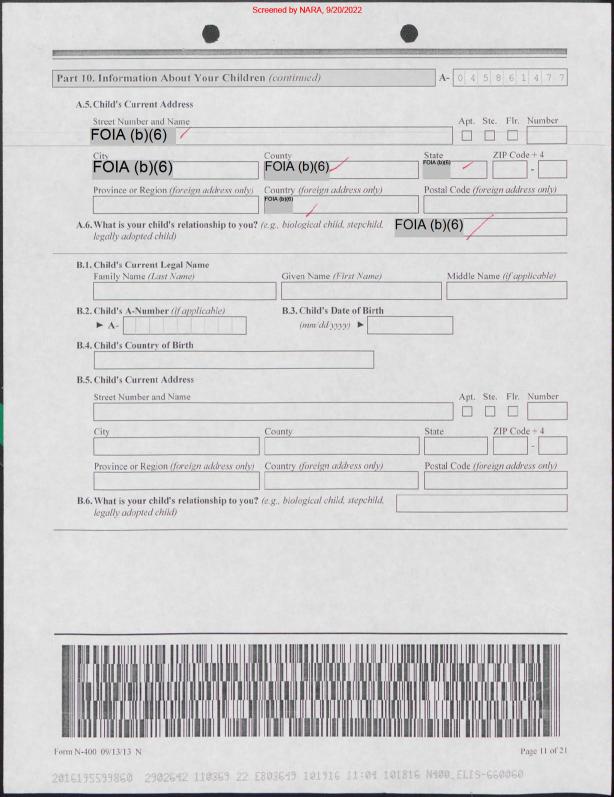 Screened by NARA, 9/20/2022
Part 10. Information About Your Children (continued) A- 0 4 5 8 6 1 4 7 7
A.5. Child's Current Address
Street Number and Name Apt. Ste. Flr. Number
FOIA (b)(6)
City County State ZIP Code + 4
FOIA (b)(6) FOIA (b)(6) FOIA (b)(6) -
Province or Region (foreign address only) Country (foreign address only) Postal Code (foreign address only)
FOIA (b)(6)
A.6. What is your child's relationship to you? (e.g., biological child, stepchild, FOIA (b)(6)
legally adopted child)
B.1. Child's Current Legal Name
Family Name (Last Name) Given Name (First Name) Middle Name (if applicable)
B.2. Child's A-Number (if applicable) B.3. Child's Date of Birth
► A- (mm/dd/yyyy) ►
B.4. Child's Country of Birth
B.5. Child's Current Address
Street Number and Name Apt. Ste. Flr. Number
City County State ZIP Code + 4
-
Province or Region (foreign address only) Country (foreign address only) Postal Code (foreign address only)
B.6. What is your child's relationship to you? (e.g., biological child, stepchild,
legally adopted child)
Form N-400 09/13/13 N Page 11 of 21
2016195599860 2902642 110369 22 E803649 101916 11:04 101816 N400_ELIS-660060